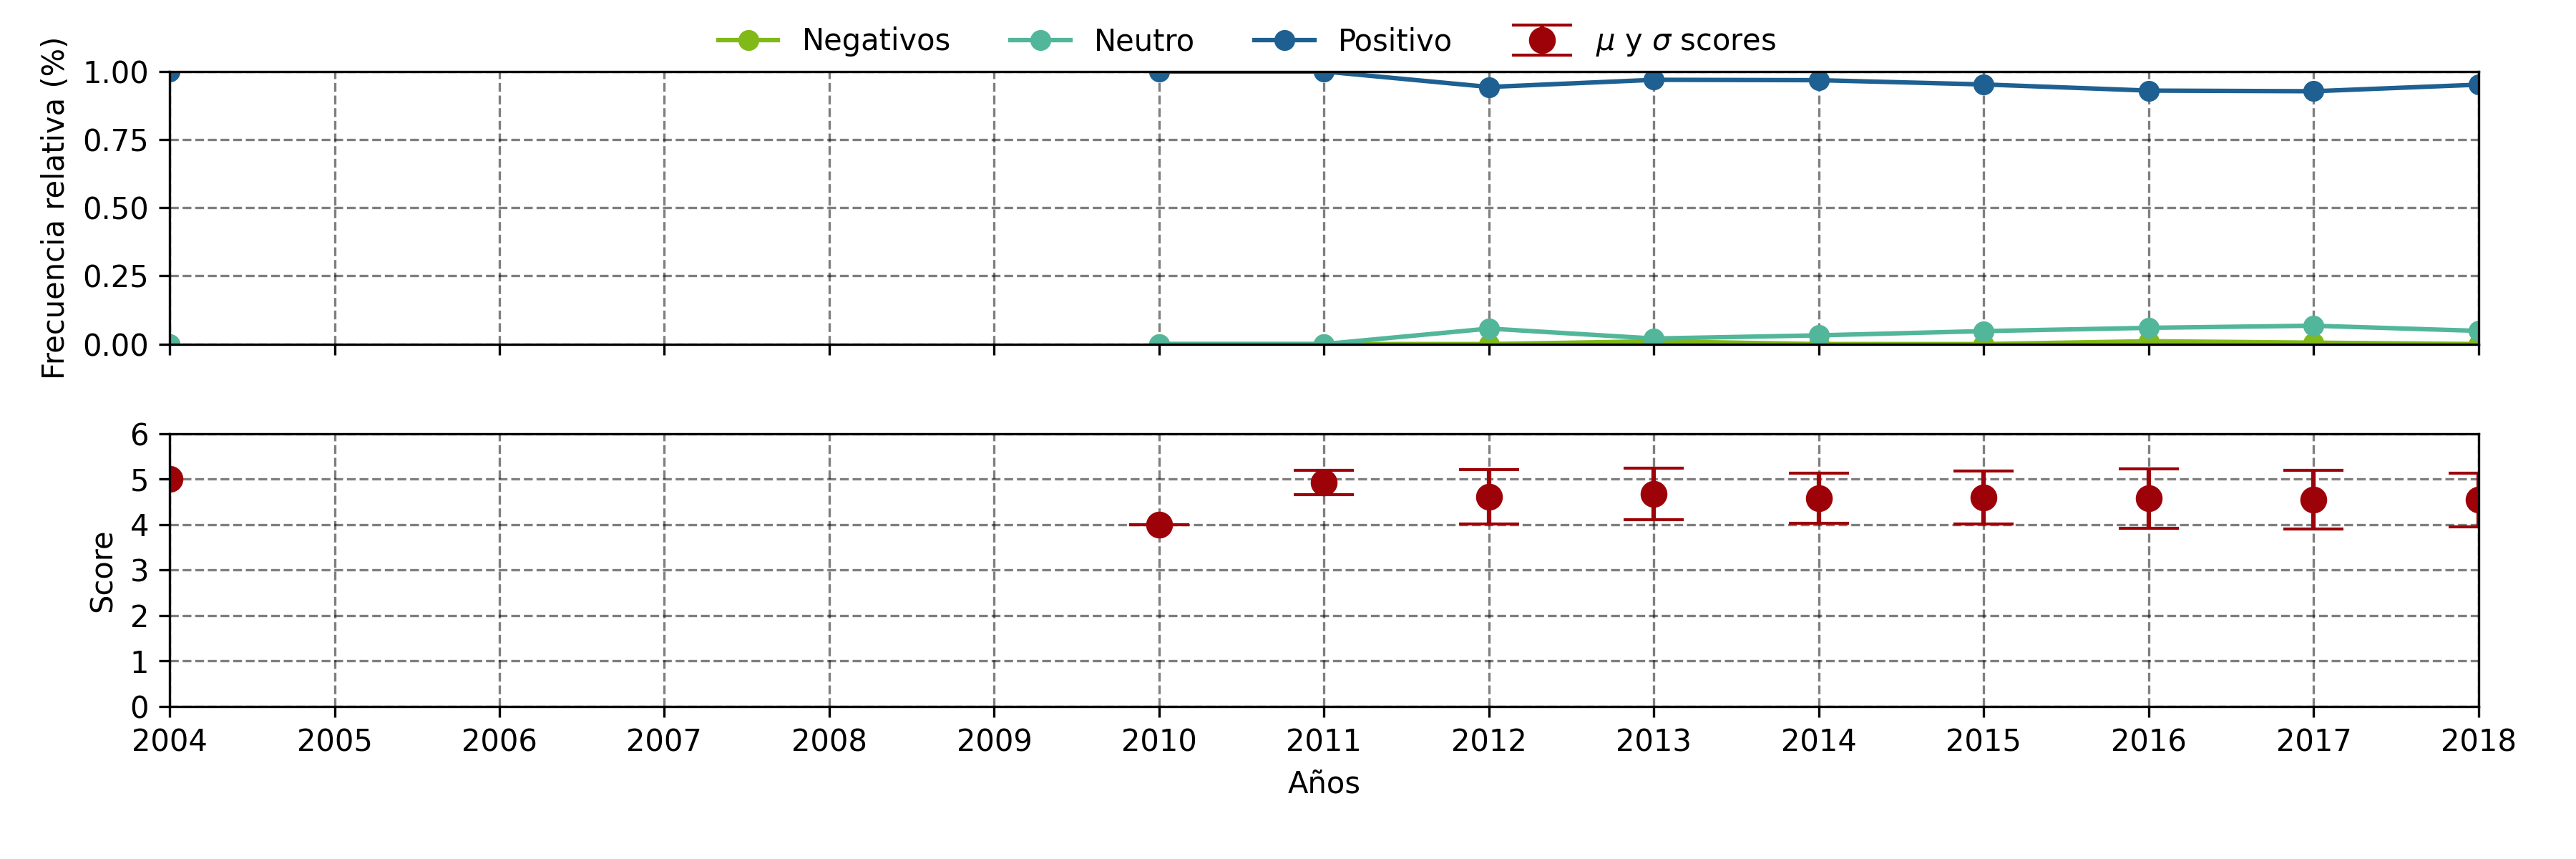 Negativos Neutro Positivo μ y σ scores
Frecuencia relativa (%)
1.00
0.75
0.50
0.25
0.00
Score
6
5
4
3
2
1
0
2004 2005 2006 2007 2008 2009 2010 2011 2012 2013 2014 2015 2016 2017 2018
Años